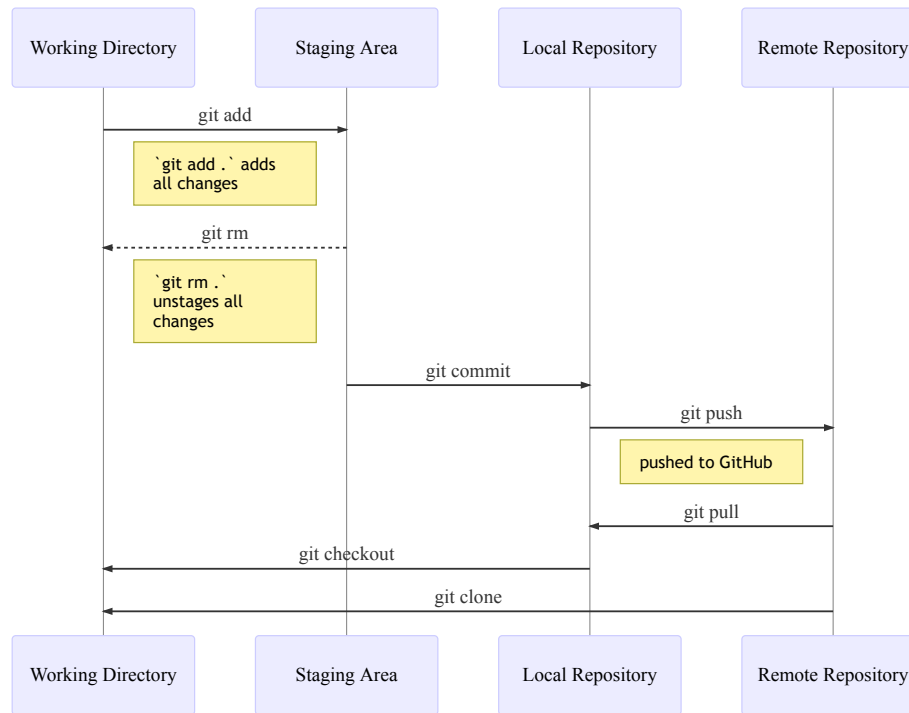 Working Directory
Staging Area
Local Repository
Remote Repository
git add
`git add .` adds
all changes
git rm
`git rm .`
unstages all
changes
git commit
git push
pushed to GitHub
git pull
git checkout
git clone
Working Directory
Staging Area
Local Repository
Remote Repository